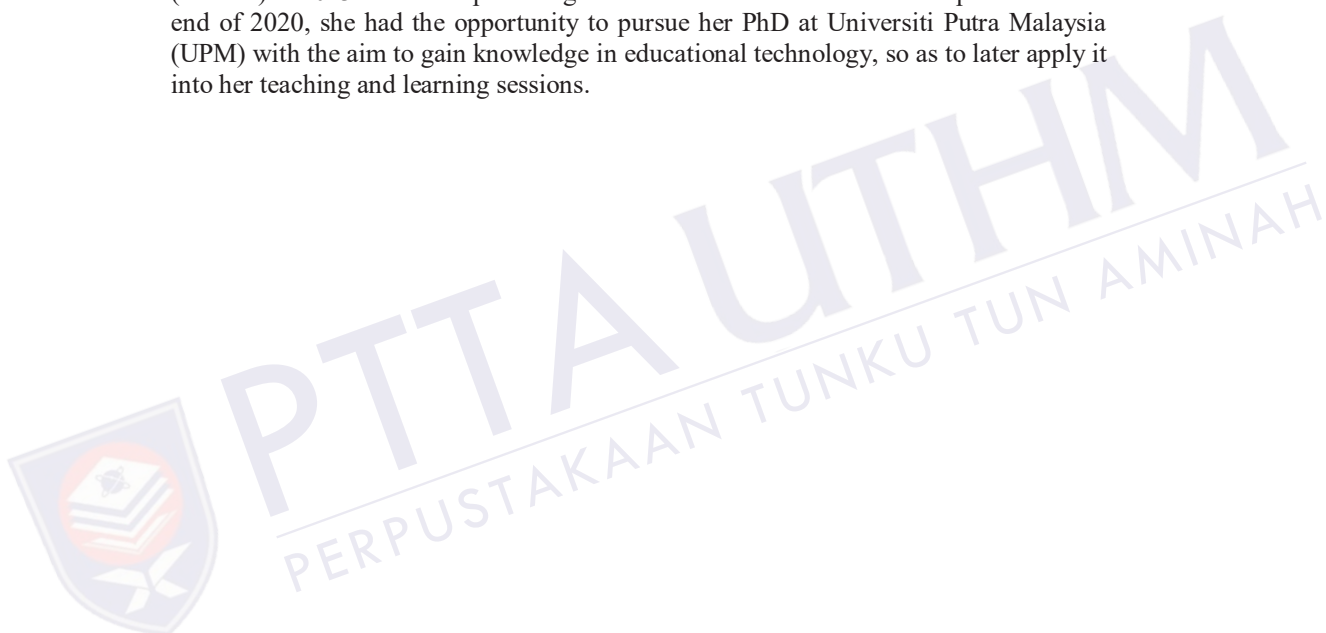 end of 2020, she had the opportunity to pursue her PhD at Universiti Putra Malaysia
(UPM) with the aim to gain knowledge in educational technology, so as to later apply it
into her teaching and learning sessions.
PTTA UTHM
PERPUSTAKAAN TUNKU TUN AMINAH